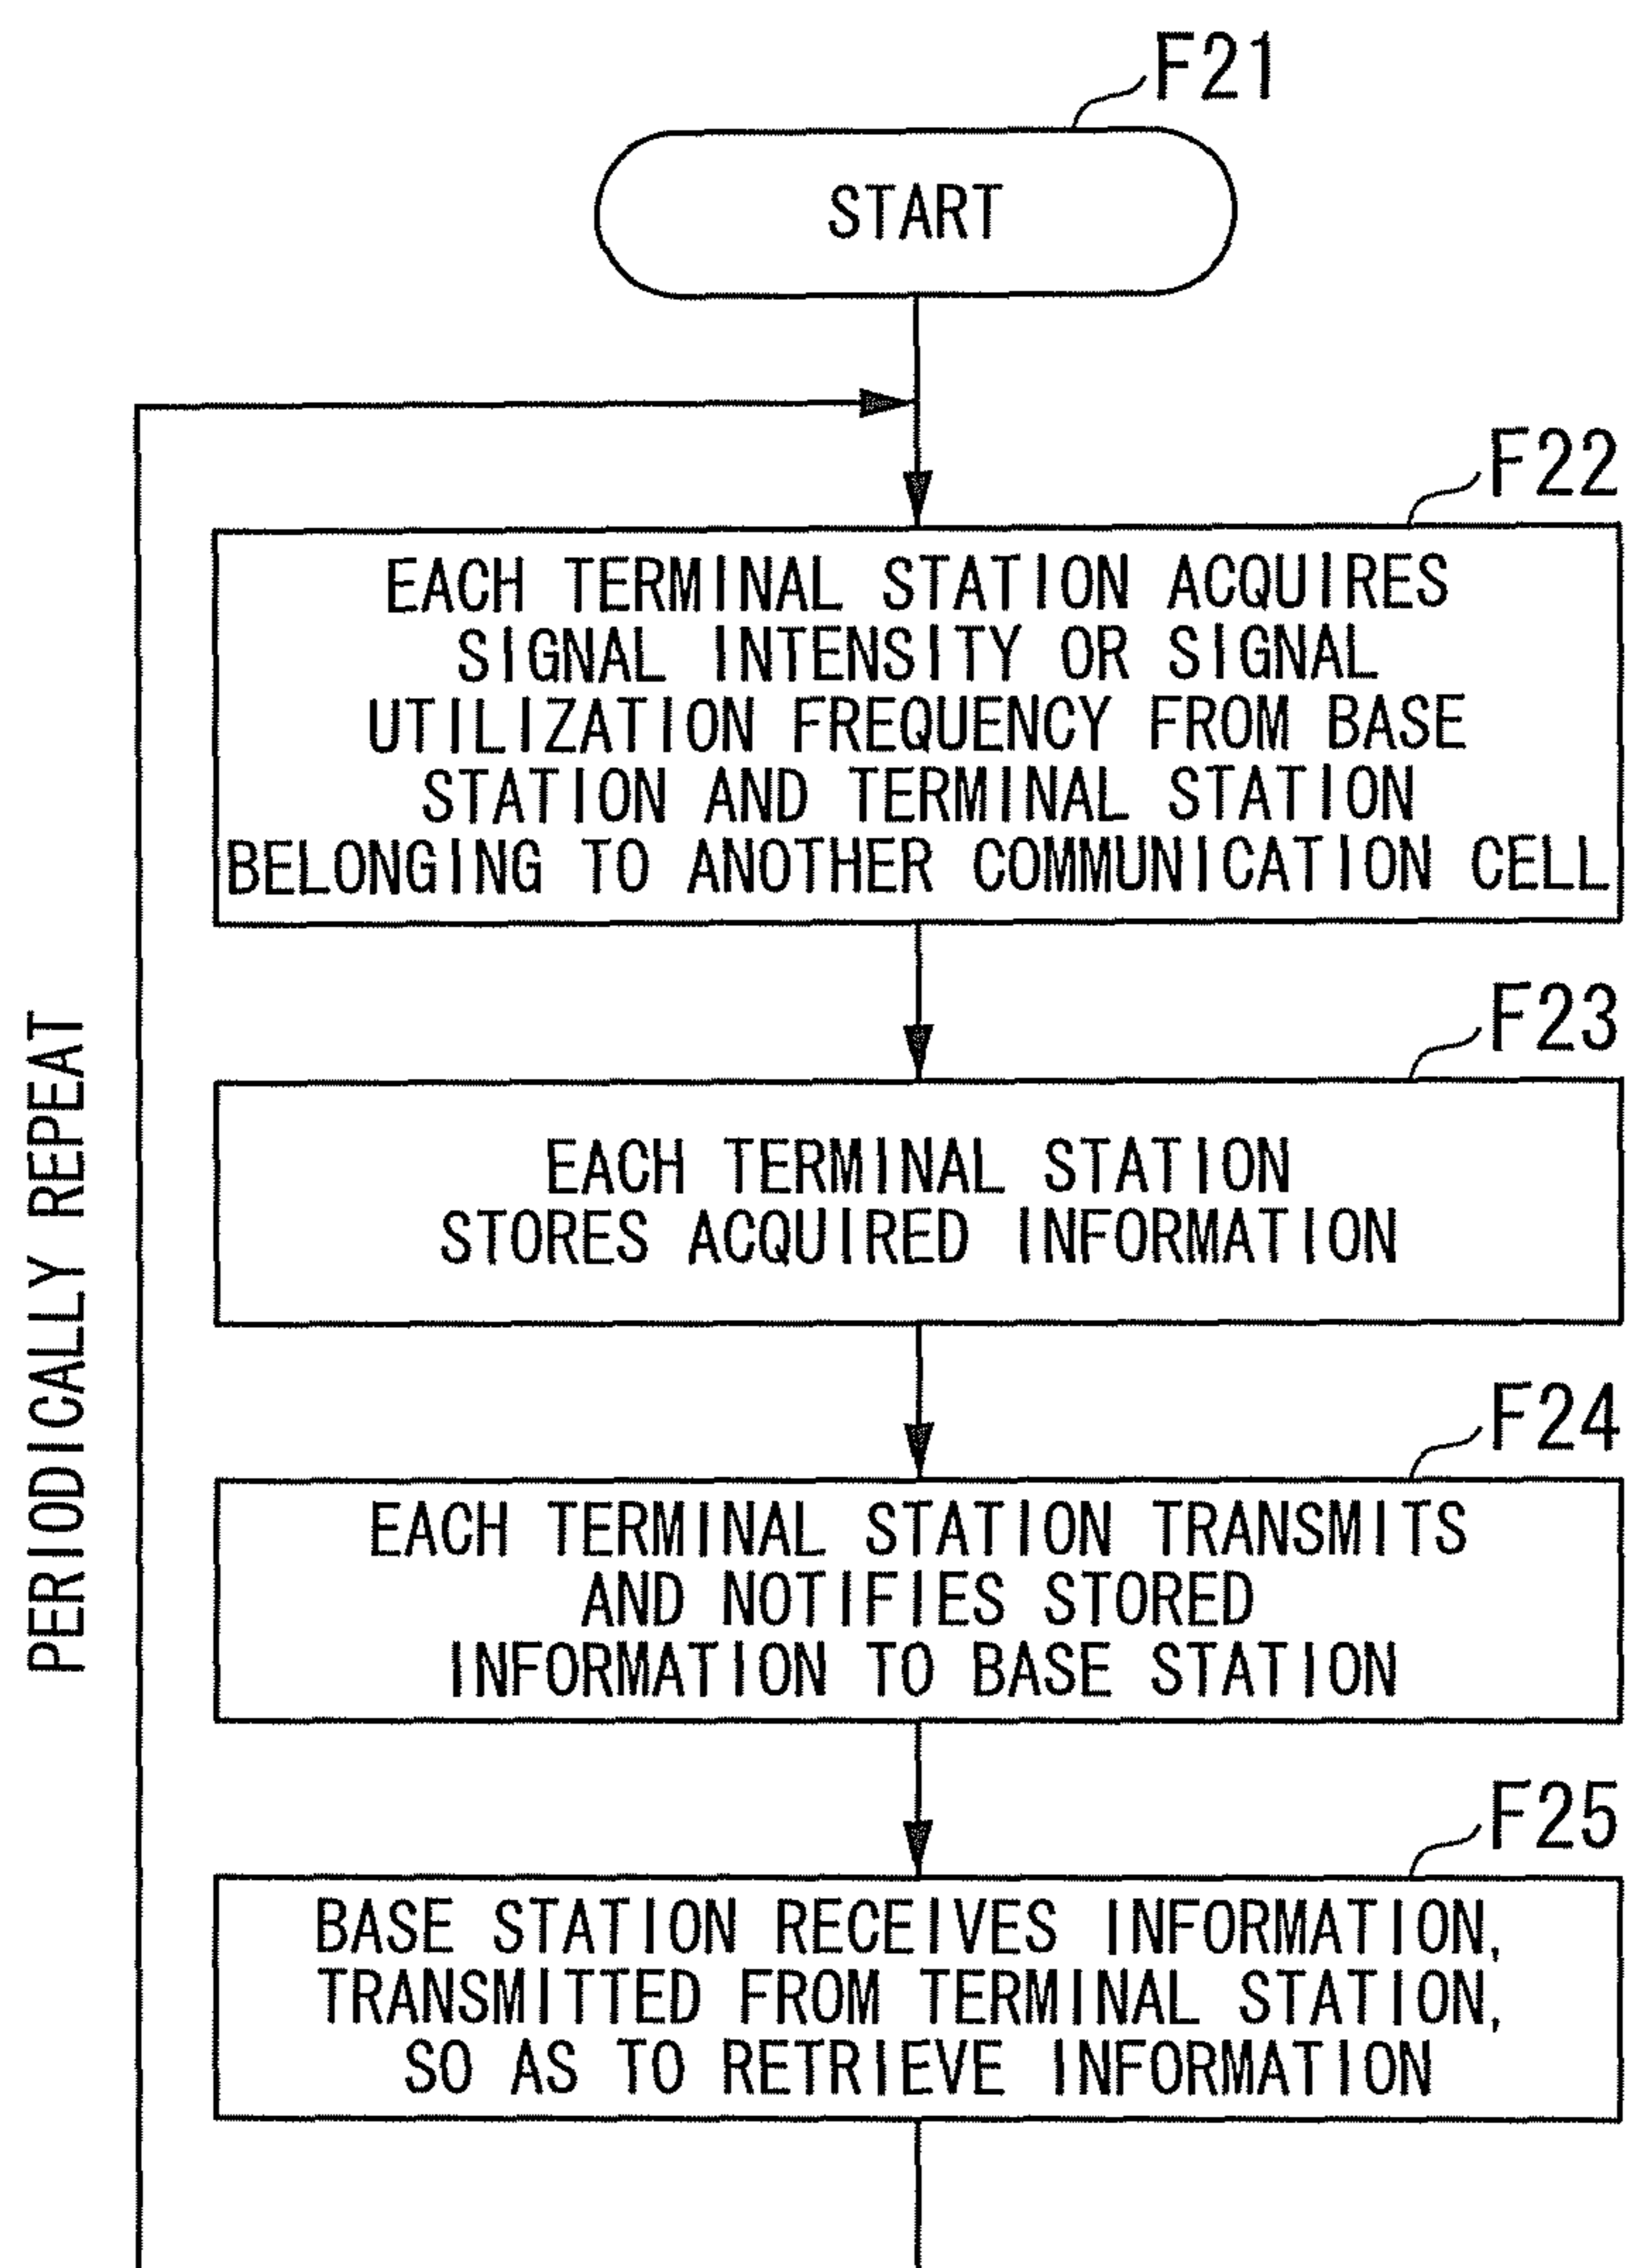 F21
START
F22
EACH TERMINAL STATION ACQUIRES
SIGNAL INTENSITY OR SIGNAL
UTILIZATION FREQUENCY FROM BASE
STATION AND TERMINAL STATION
BELONGING TO ANOTHER COMMUNICATION CELL
F23
EACH TERMINAL STATION
STORES ACQUIRED INFORMATION
PERIODICALLY REPEAT
F24
EACH TERMINAL STATION TRANSMITS
AND NOTIFIES STORED
INFORMATION TO BASE STATION
F25
BASE STATION RECEIVES INFORMATION,
TRANSMITTED FROM TERMINAL STATION,
SO AS TO RETRIEVE INFORMATION